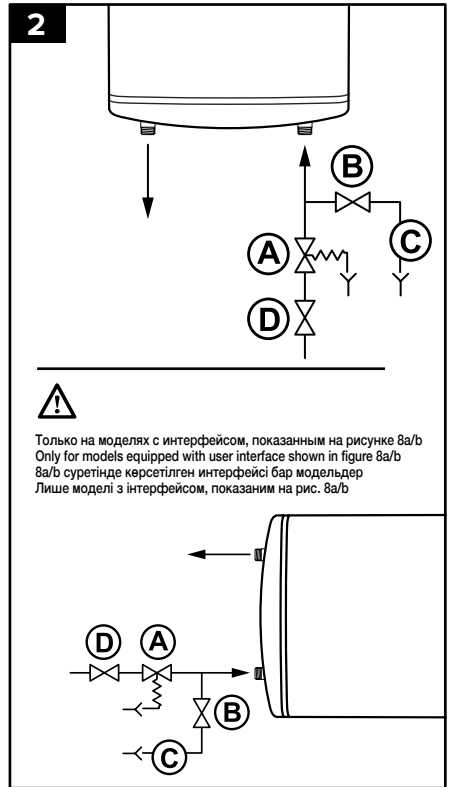 2
B
C
A
D
Только на моделях с интерфейсом, показанным на рисунке 8a/b
Only for models equipped with user interface shown in figure 8a/b
8a/b суретінде көрсетілген интерфейсі бар модельдер
Лише моделі з інтерфейсом, показаним на рис. 8a/b
D A
B
C